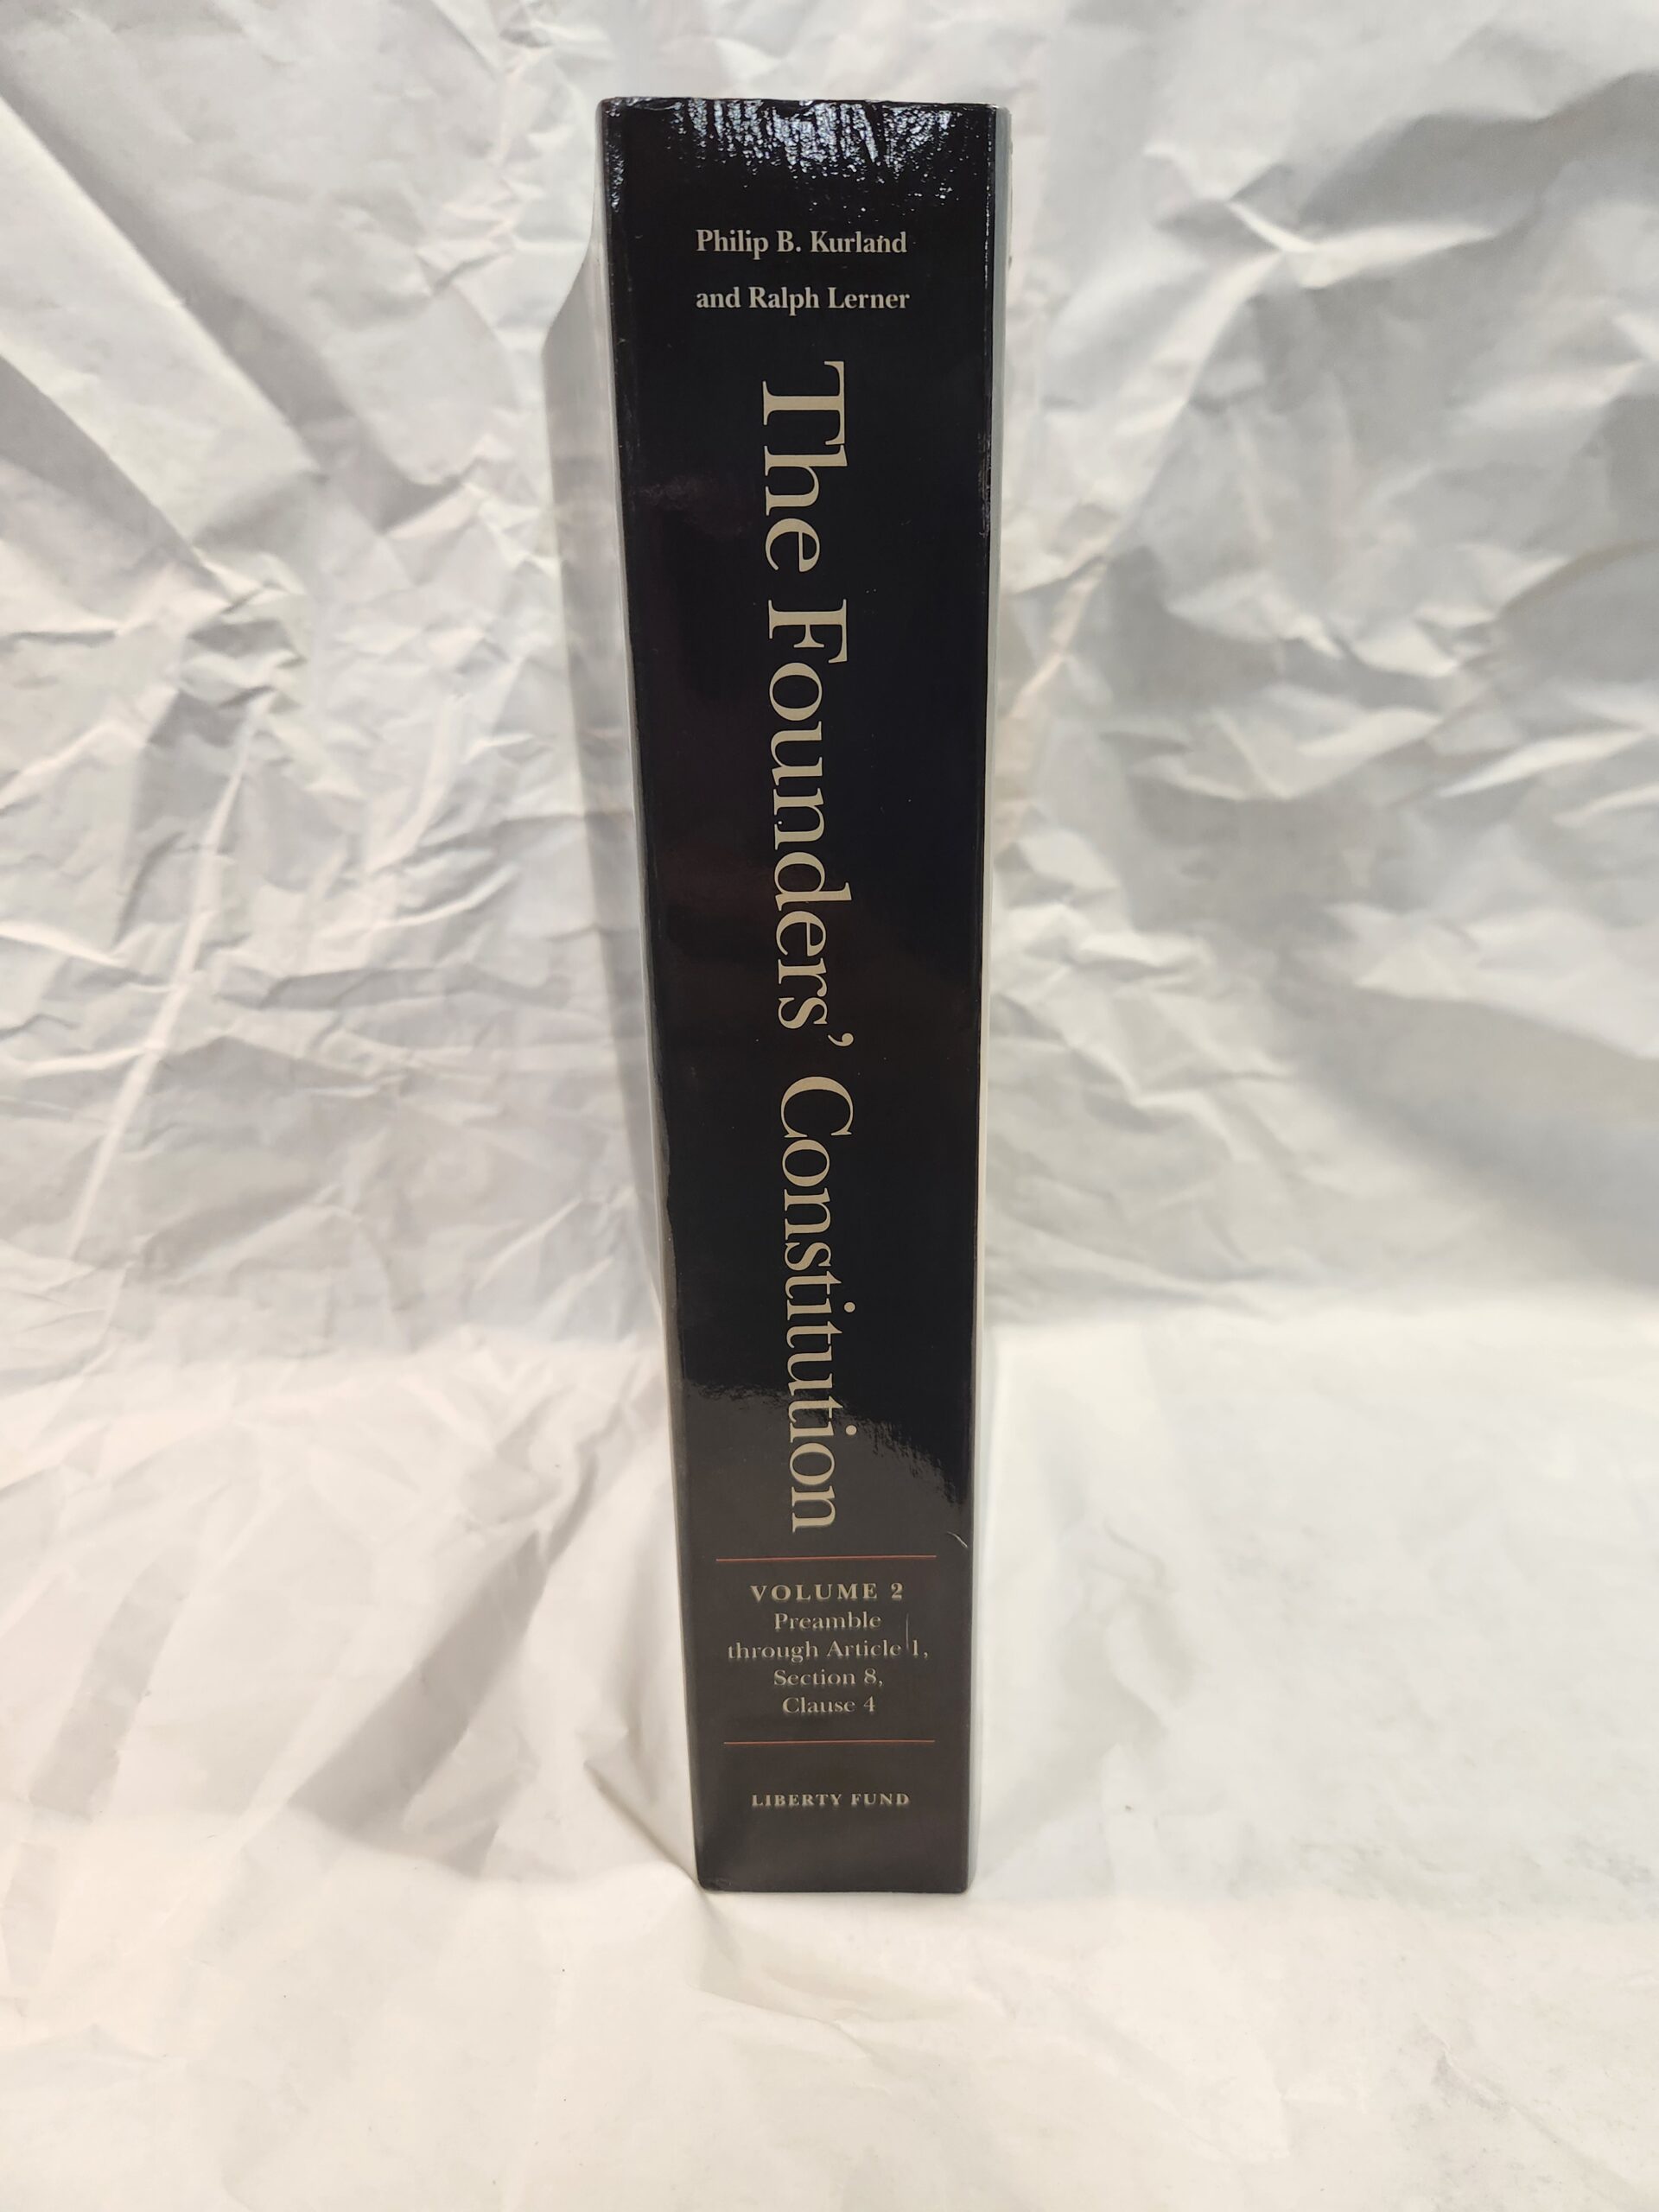 Philip B. Kurland
and Ralph Lerner
The Founders’ Constitution
VOLUME 2
Preamble
through Article 1,
Section 8,
Clause 4
LIBERTY FUND